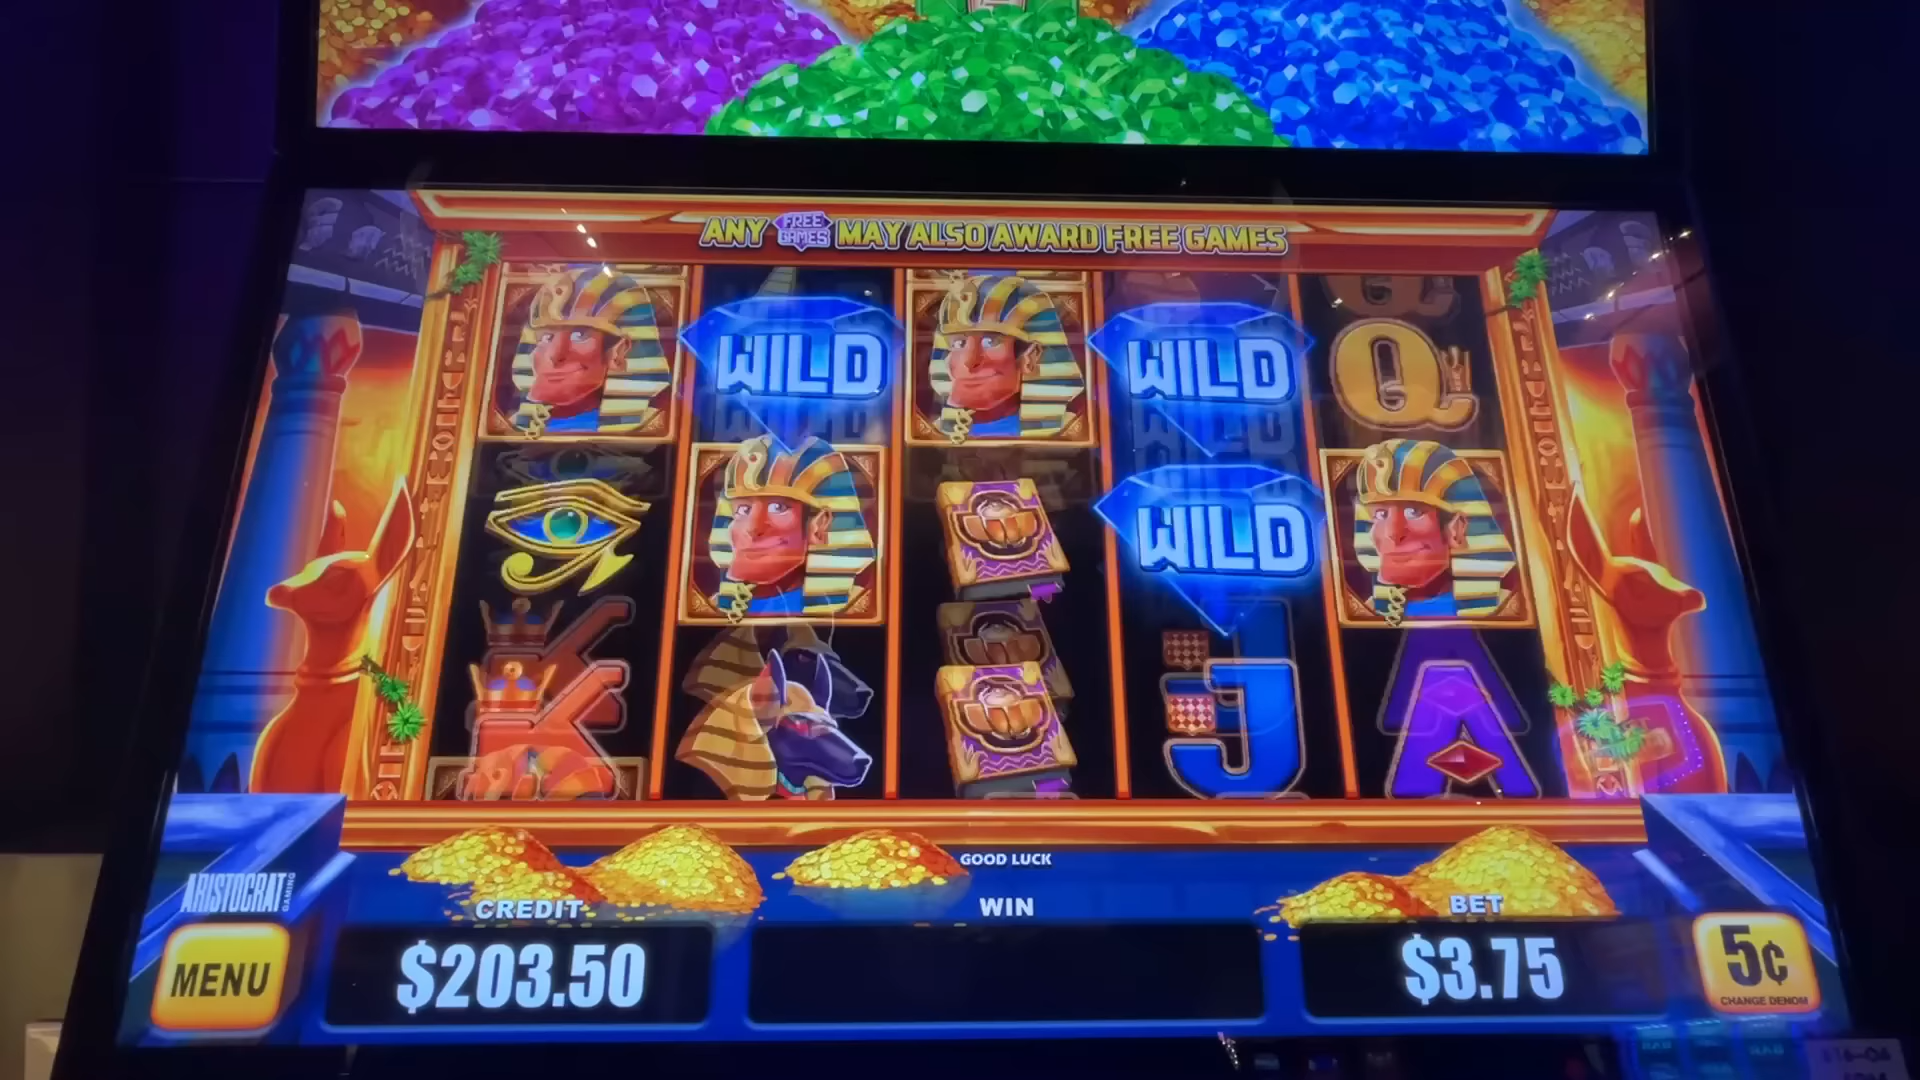 ANY FREE GAMES MAY ALSO AWARD FREE GAMES
WILD WILD Q
WILD
K J A
GOOD LUCK
ARISTOCRAT GAMING
CREDIT WIN BET
MENU $203.50 $3.75 5¢
CHANGE DENOM